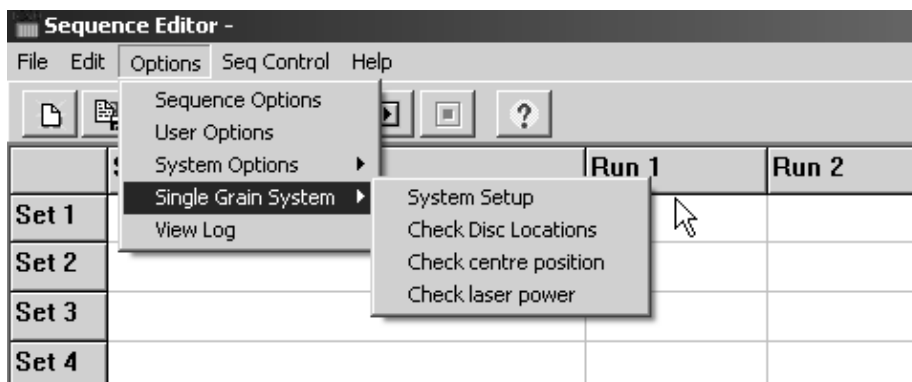 Sequence Editor -
File Edit Options Seq Control Help
Sequence Options
User Options
System Options
Single Grain System
View Log
System Setup
Check Disc Locations
Check centre position
Check laser power
?
Run 1 Run 2
Set 1
Set 2
Set 3
Set 4